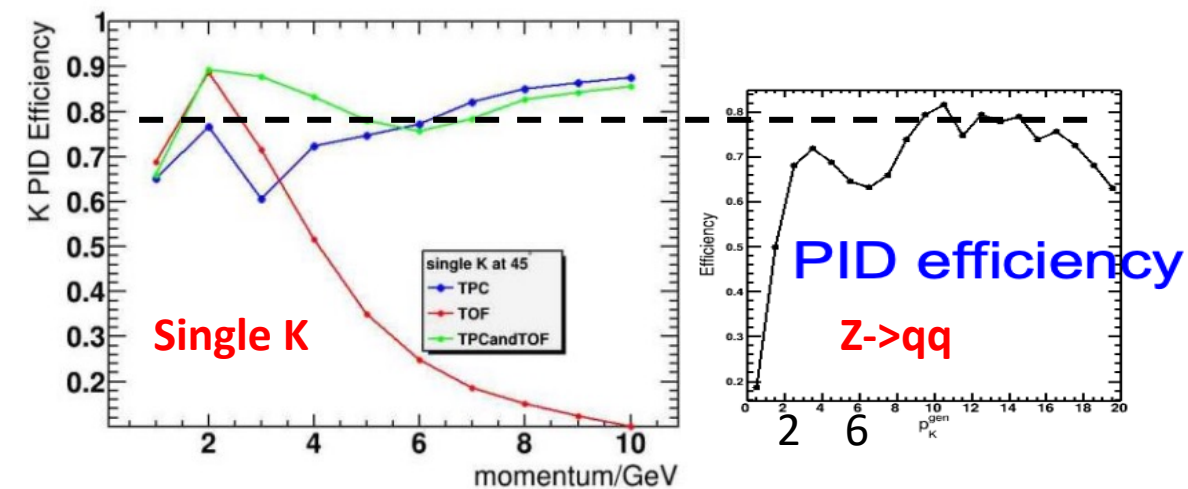 K PID Efficiency
1
0.9
0.8
0.7
0.6
0.5
0.4
0.3
0.2
2 4 6 8 10
momentum/GeV
single K at 45°
TPC
TOF
TPCandTOF
Single K
Efficiency
0.8
0.7
0.6
0.5
0.4
0.3
0.2
0 2 4 6 8 10 12 14 16 18 20
p_K^gen
PID efficiency
Z->qq
2 6